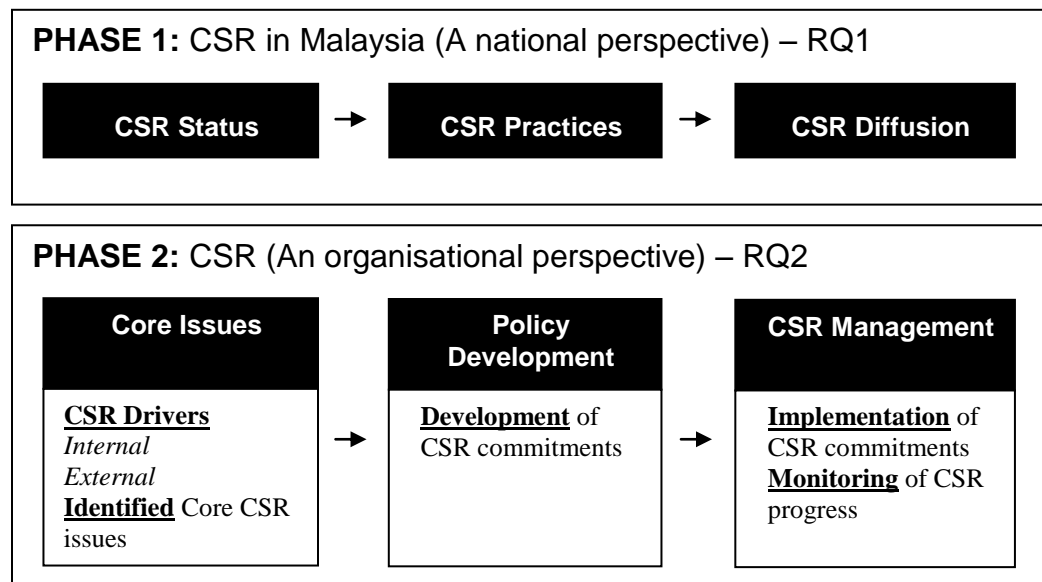 PHASE 1: CSR in Malaysia (A national perspective) – RQ1
CSR Status
CSR Practices
CSR Diffusion
PHASE 2: CSR (An organisational perspective) – RQ2
Core Issues
CSR Drivers
Internal
External
Identified Core CSR
issues
Policy
Development
Development of
CSR commitments
CSR Management
Implementation of
CSR commitments
Monitoring of CSR
progress